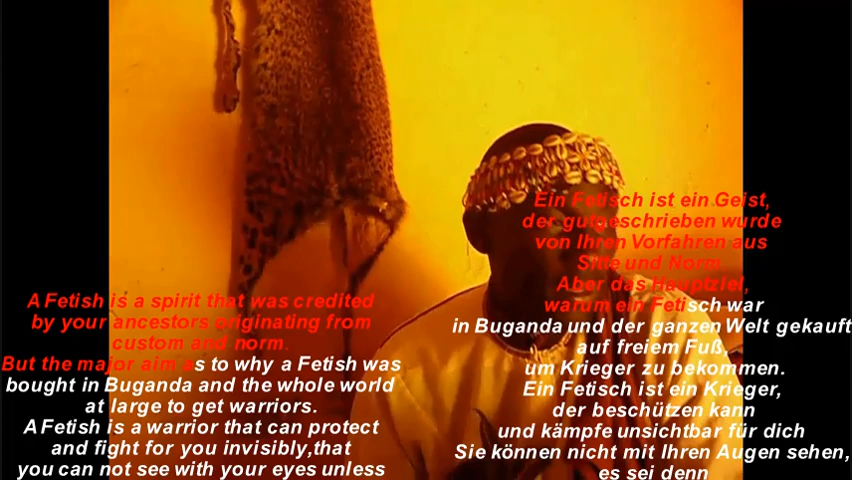 A Fetish is a spirit that was credited
by your ancestors originating from
custom and norm.
But the major aim as to why a Fetish was
bought in Buganda and the whole world
at large to get warriors.
A Fetish is a warrior that can protect
and fight for you invisibly,that
you can not see with your eyes unless
Ein Fetisch ist ein Geist,
der gutgeschrieben wurde
von Ihren Vorfahren aus
Sitte und Norm.
Aber das Hauptziel,
warum ein Fetisch war
in Buganda und der ganzen Welt gekauft
auf freiem Fuß,
um Krieger zu bekommen.
Ein Fetisch ist ein Krieger,
der beschützen kann
und kämpfe unsichtbar für dich
Sie können nicht mit Ihren Augen sehen,
es sei denn